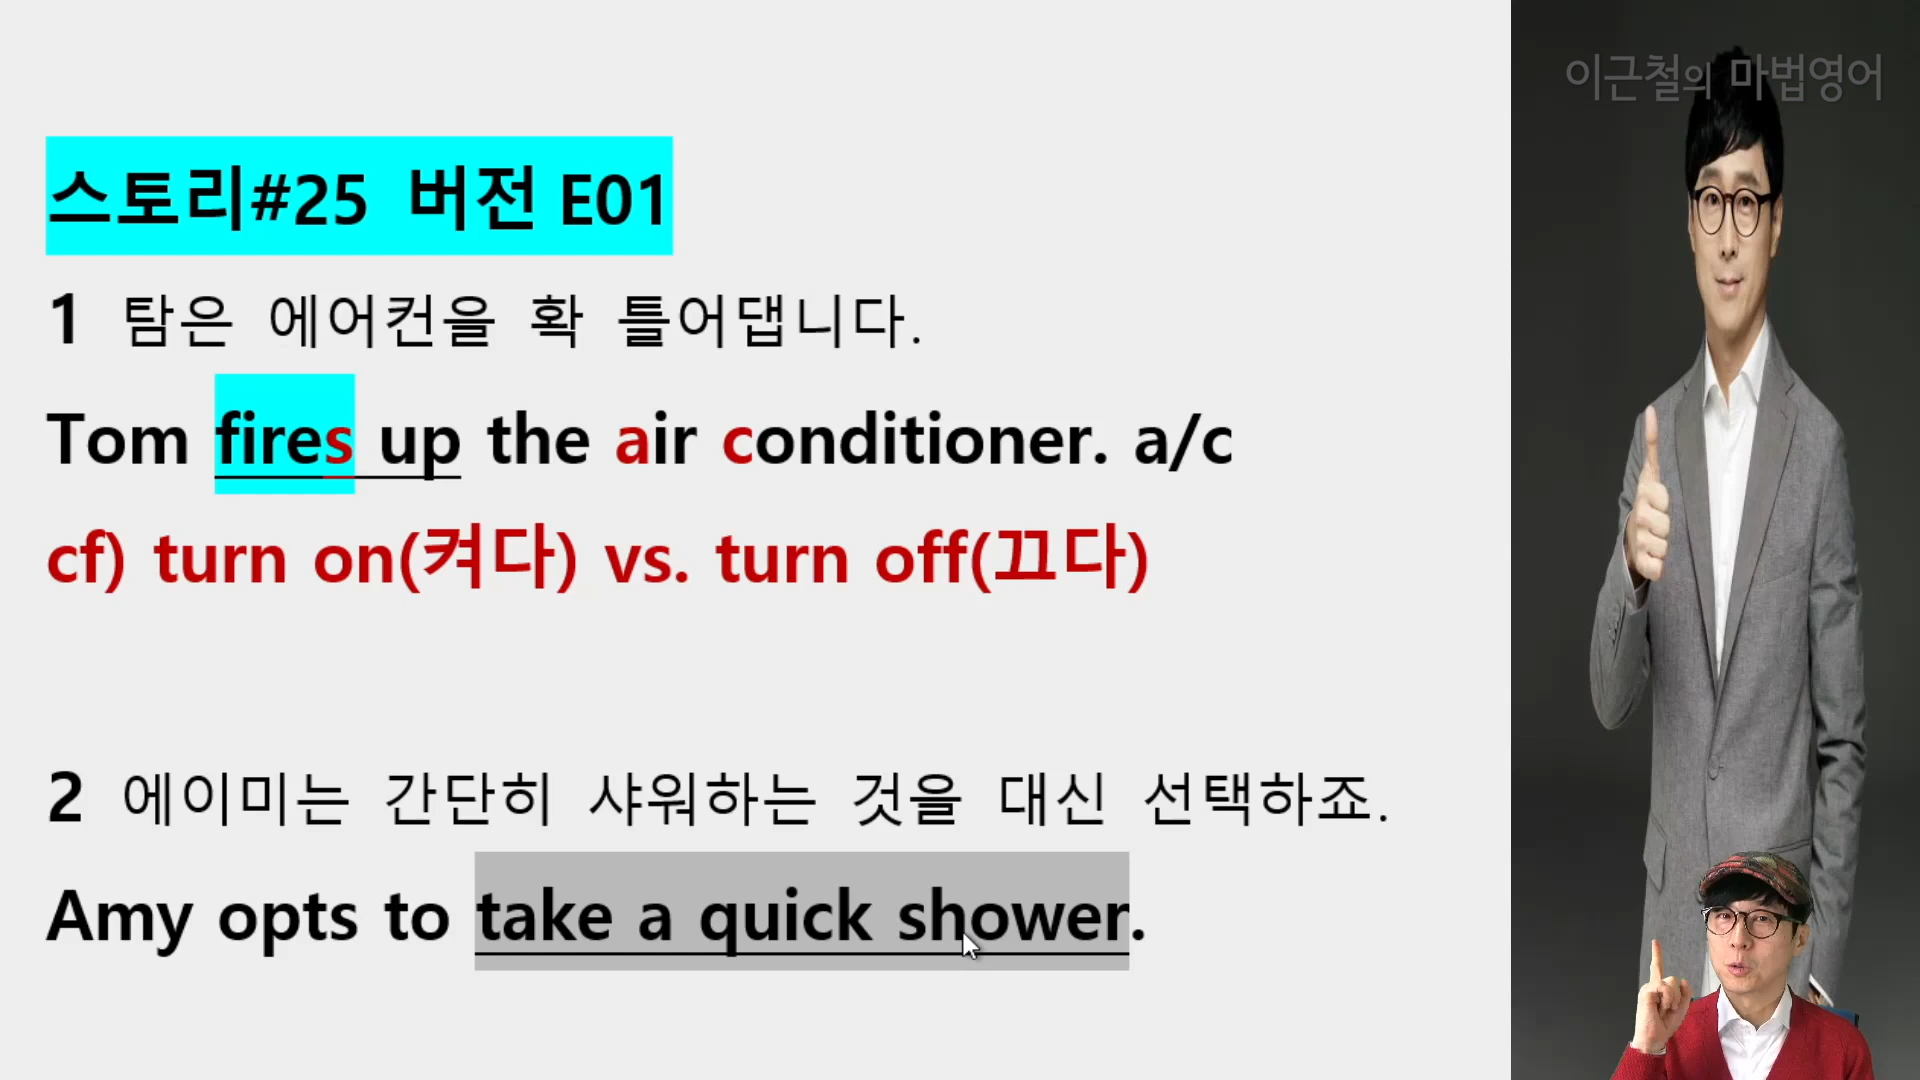 이근철의 마법영어
스토리#25 버전 E01
1 탐은 에어컨을 확 틀어댑니다.
Tom fires up the air conditioner. a/c
cf) turn on(켜다) vs. turn off(끄다)
2 에이미는 간단히 샤워하는 것을 대신 선택하죠.
Amy opts to take a quick shower.